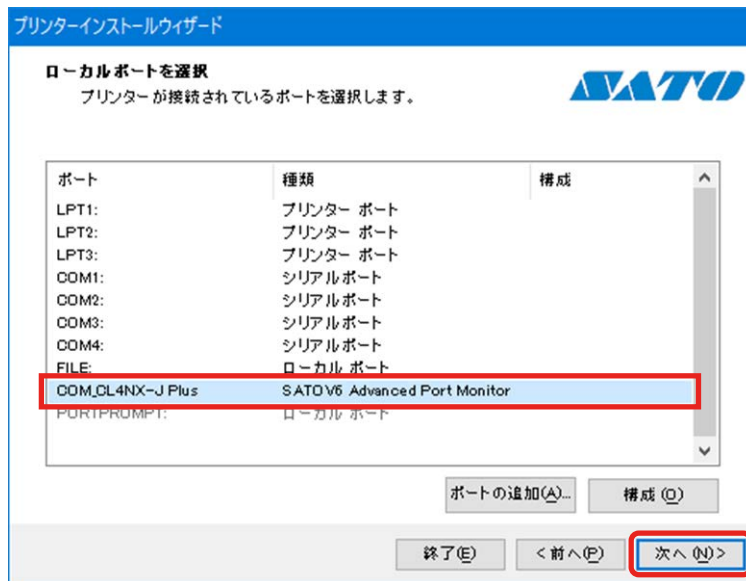 プリンターインストールウィザード
ローカルポートを選択
プリンターが接続されているポートを選択します。
SATO
ポート 種類 構成
LPT1: プリンター ポート
LPT2: プリンター ポート
LPT3: プリンター ポート
COM1: シリアルポート
COM2: シリアルポート
COM3: シリアルポート
COM4: シリアルポート
FILE: ローカル ポート
COM_CL4NX-J Plus SATO V6 Advanced Port Monitor
PORTPROMPT: ローカル ポート
ポートの追加(A)... 構成(O)
終了(E) <前へ(P) 次へ(N)>